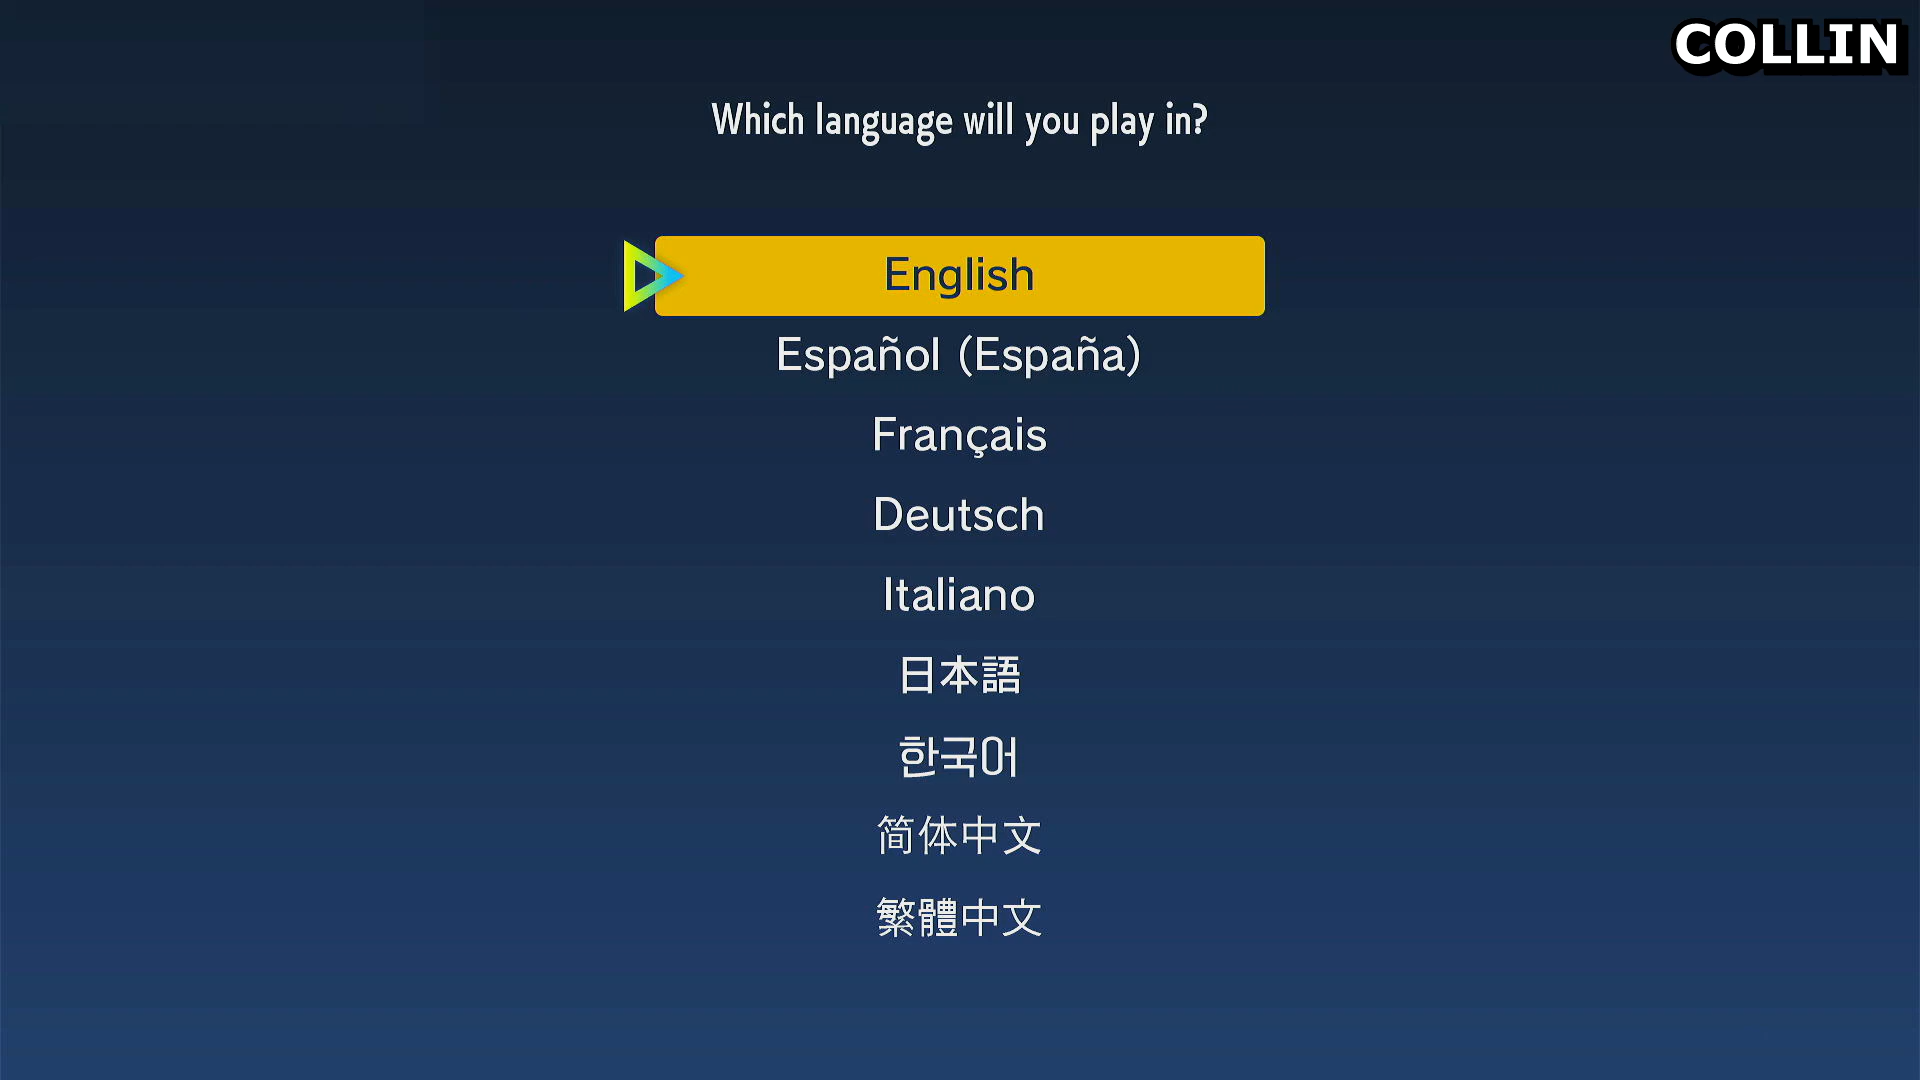 COLLIN
Which language will you play in?
English
Español (España)
Français
Deutsch
Italiano
日本語
한국어
简体中文
繁體中文